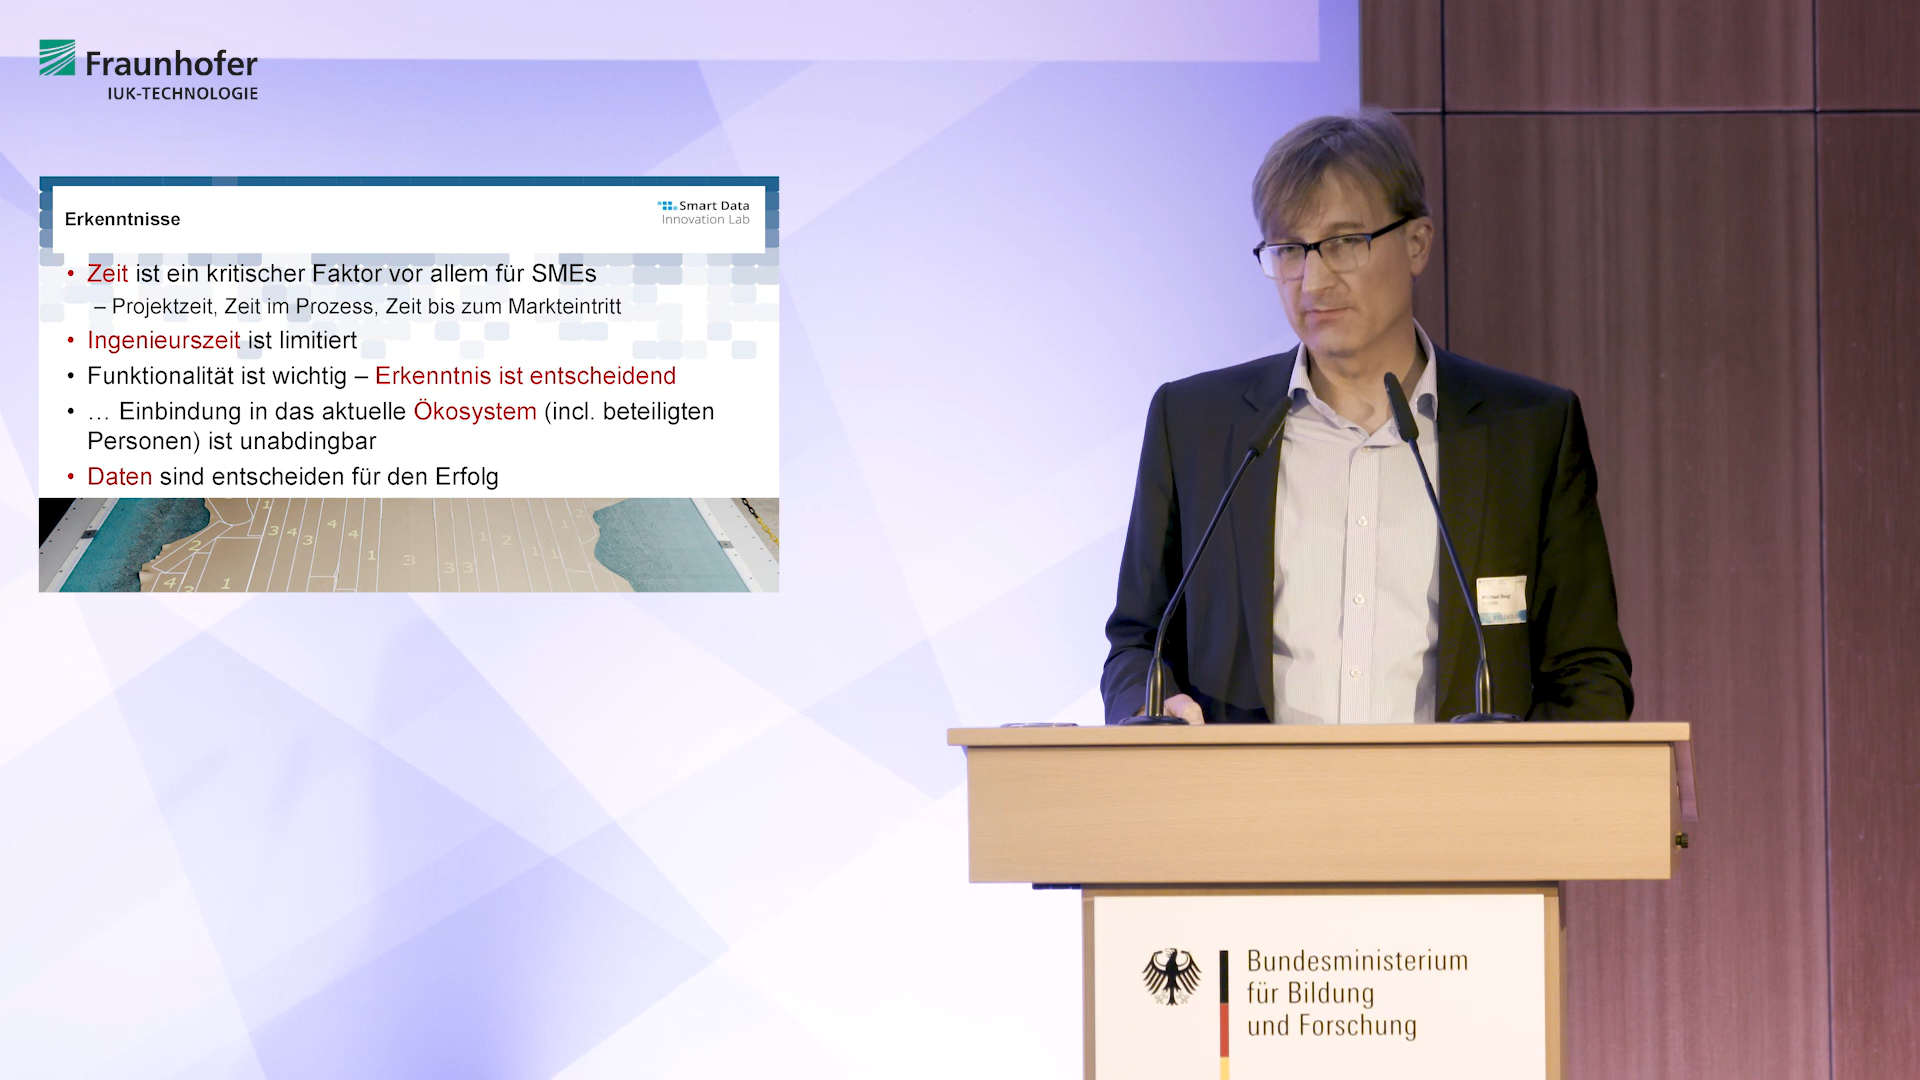 Fraunhofer
IUK-TECHNOLOGIE
Erkenntnisse
Smart Data
Innovation Lab
• Zeit ist ein kritischer Faktor vor allem für SMEs
– Projektzeit, Zeit im Prozess, Zeit bis zum Markteintritt
• Ingenieurszeit ist limitiert
• Funktionalität ist wichtig – Erkenntnis ist entscheidend
• … Einbindung in das aktuelle Ökosystem (incl. beteiligten
Personen) ist unabdingbar
• Daten sind entscheiden für den Erfolg
Bundesministerium
für Bildung
und Forschung